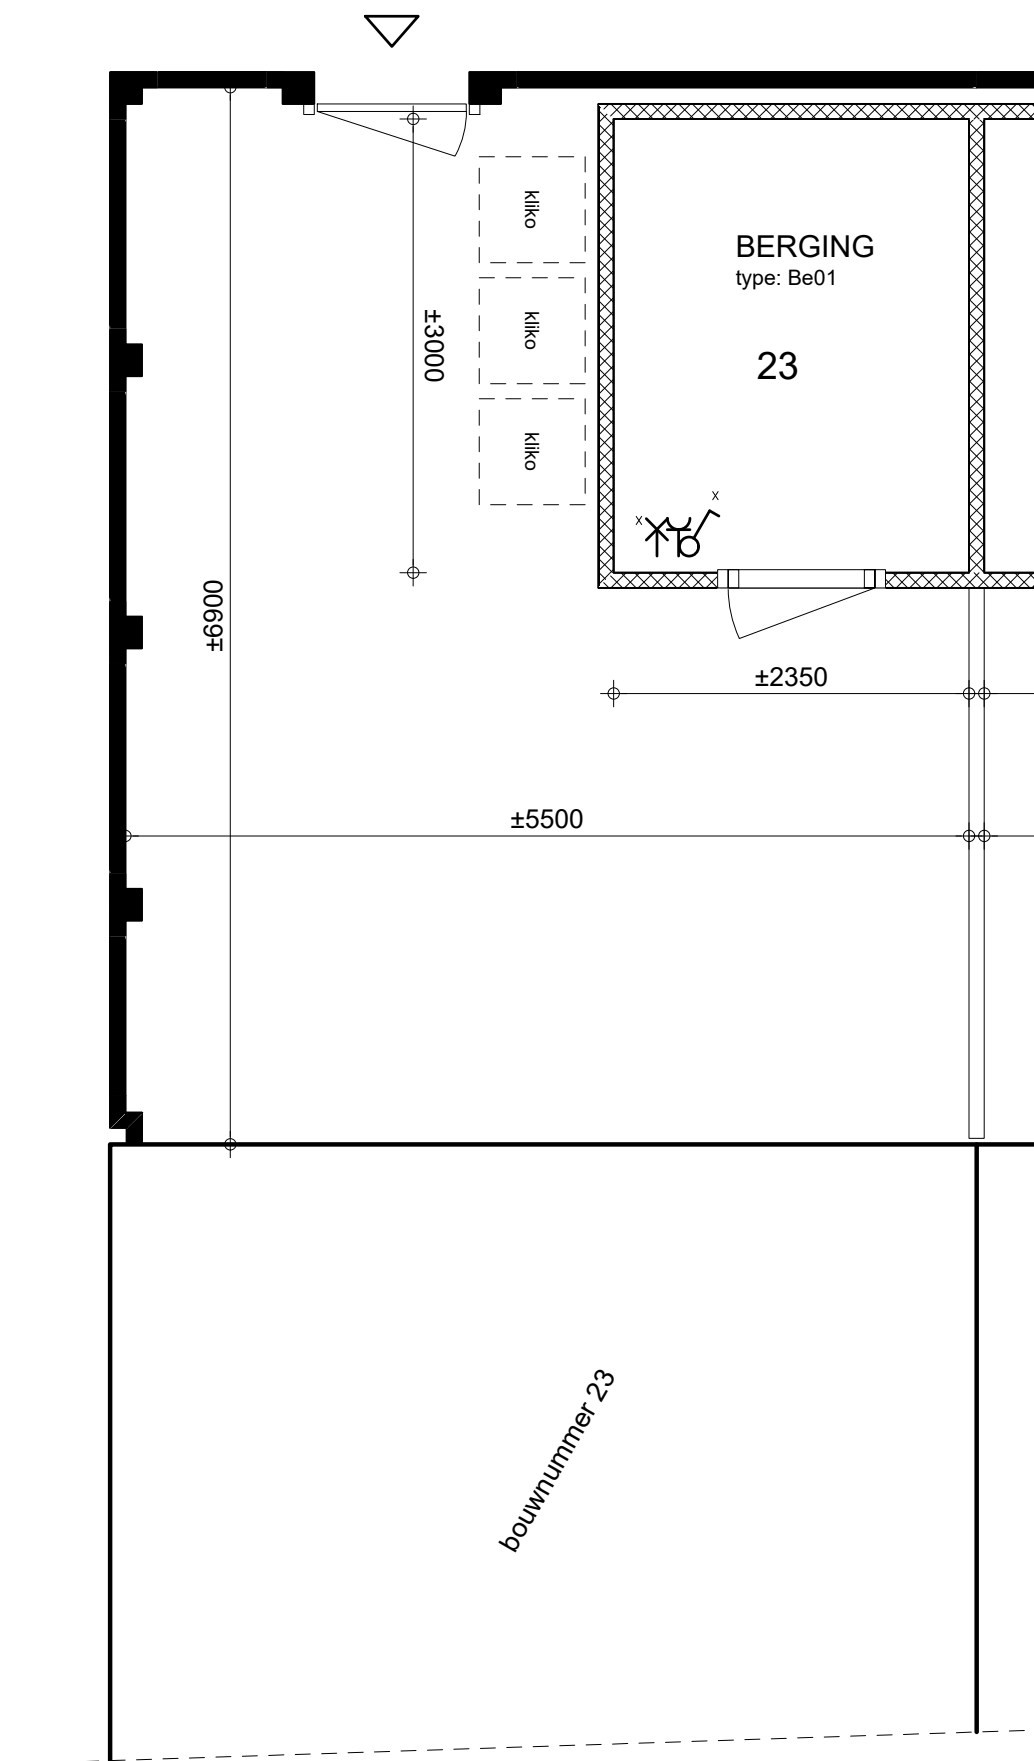 kliko
BERGING
type: Be01
±3000
kliko
23
kliko
x
x
±6900
±2350
±5500
bouwnummer 23